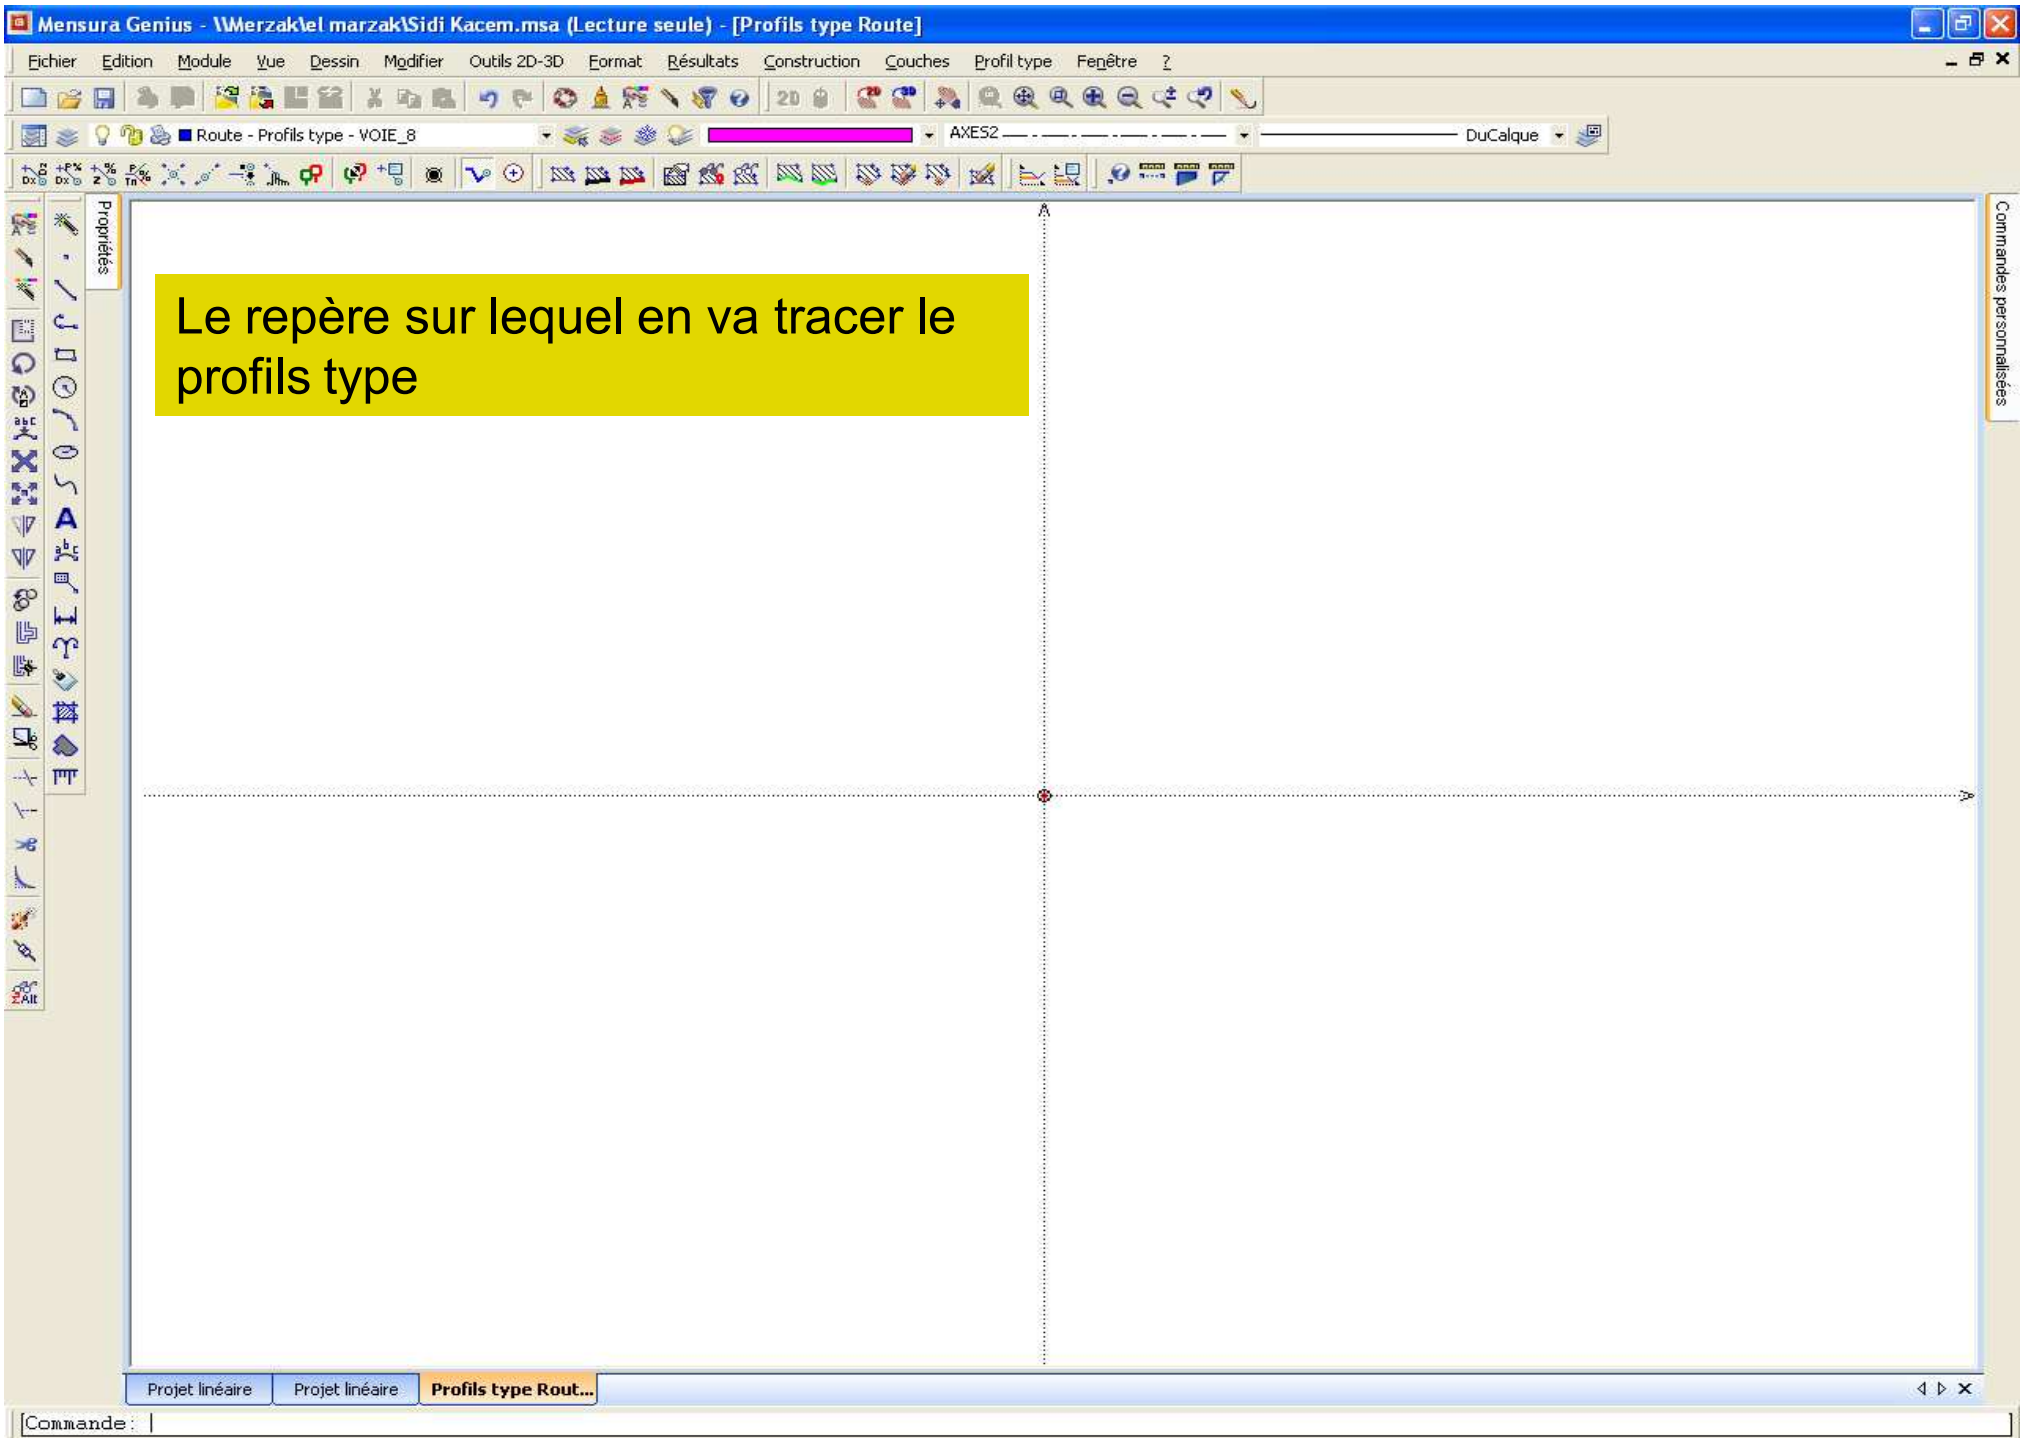 Mensura Genius - \\Merzak\el marzak\Sidi Kacem.msa (Lecture seule) - [Profils type Route]
Fichier Edition Module Vue Dessin Modifier Outils 2D-3D Format Résultats Construction Couches Profil type Fenêtre ?
2D
Route - Profils type - VOIE_8 AXES2 DuCalque
Propriétés
Commandes personnalisées
Le repère sur lequel en va tracer le
profils type
Projet linéaire Projet linéaire Profils type Rout...
[Commande: